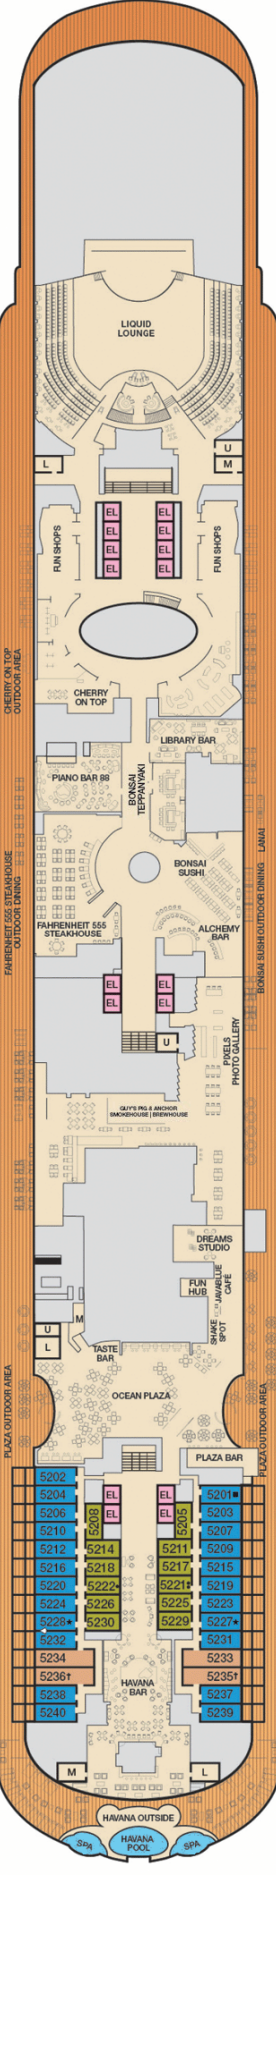 LIQUID
LOUNGE
U
L
M
EL EL
EL EL
EL EL
EL EL
FUN SHOPS
FUN SHOPS
CHERRY ON TOP
OUTDOOR AREA
CHERRY
ON TOP
LIBRARY BAR
PIANO BAR 88
BONSAI
TEPPANYAKI
BONSAI
SUSHI
LANAI
FAHRENHEIT 555 STEAKHOUSE
OUTDOOR DINING
BONSAI SUSHI OUTDOOR DINING
FAHRENHEIT 555
STEAKHOUSE
ALCHEMY
BAR
EL EL
EL EL
U
PIXELS
PHOTO GALLERY
GUY'S PIG & ANCHOR
SMOKEHOUSE | BREWHOUSE
DREAMS
STUDIO
FUN
HUB
JAVABLUE
CAFÉ
SHAKE
SPOT
M
U
L
TASTE
BAR
OCEAN PLAZA
PLAZA OUTDOOR AREA
PLAZA OUTDOOR AREA
PLAZA BAR
5202
5204 EL EL 5201■
5206 5208 EL EL 5205 5203
5210 5207
5212 5214 5211 5209
5216 5218 5217 5215
5220 5222• 5221• 5219
5224 5226 5225 5223
5228★ 5230 5229 5227★
5232 5231
5234 5233
5236† 5235†
5238 5237
5240 5239
HAVANA
BAR
M
L
HAVANA OUTSIDE
SPA
HAVANA
POOL
SPA